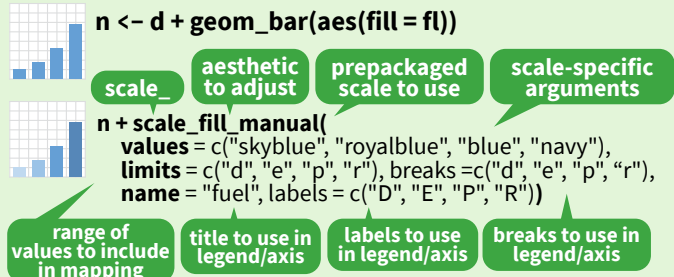 n <- d + geom_bar(aes(fill = fl))
scale_
aesthetic
to adjust
prepackaged
scale to use
scale-specific
arguments
n + scale_fill_manual(
values = c("skyblue", "royalblue", "blue", "navy"),
limits = c("d", "e", "p", "r"), breaks =c("d", "e", "p", “r"),
name = "fuel", labels = c("D", "E", "P", "R"))
range of
values to include
in mapping
title to use in
legend/axis
labels to use
in legend/axis
breaks to use in
legend/axis